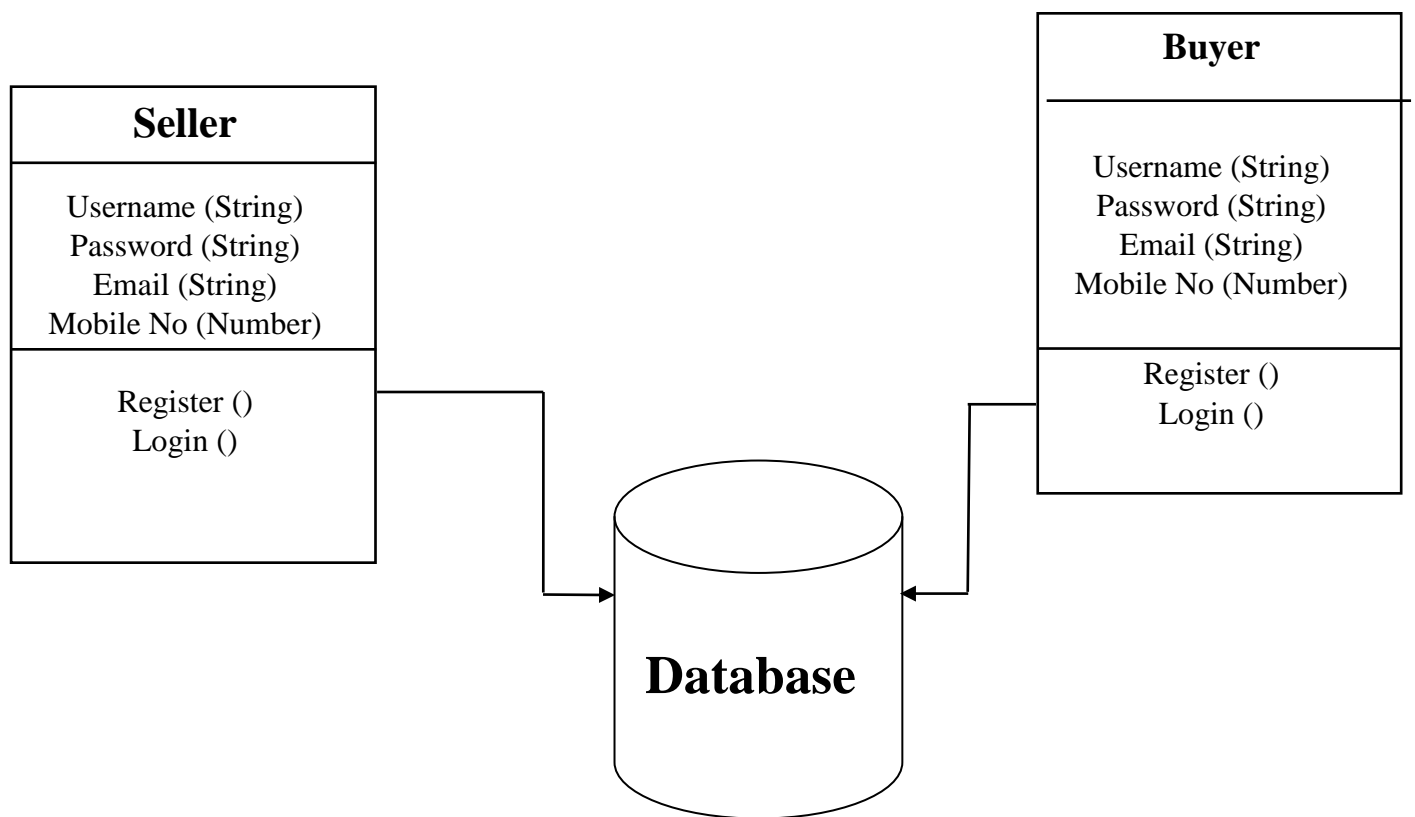 Seller
Username (String)
Password (String)
Email (String)
Mobile No (Number)
Register ()
Login ()
Buyer
Username (String)
Password (String)
Email (String)
Mobile No (Number)
Register ()
Login ()
Database